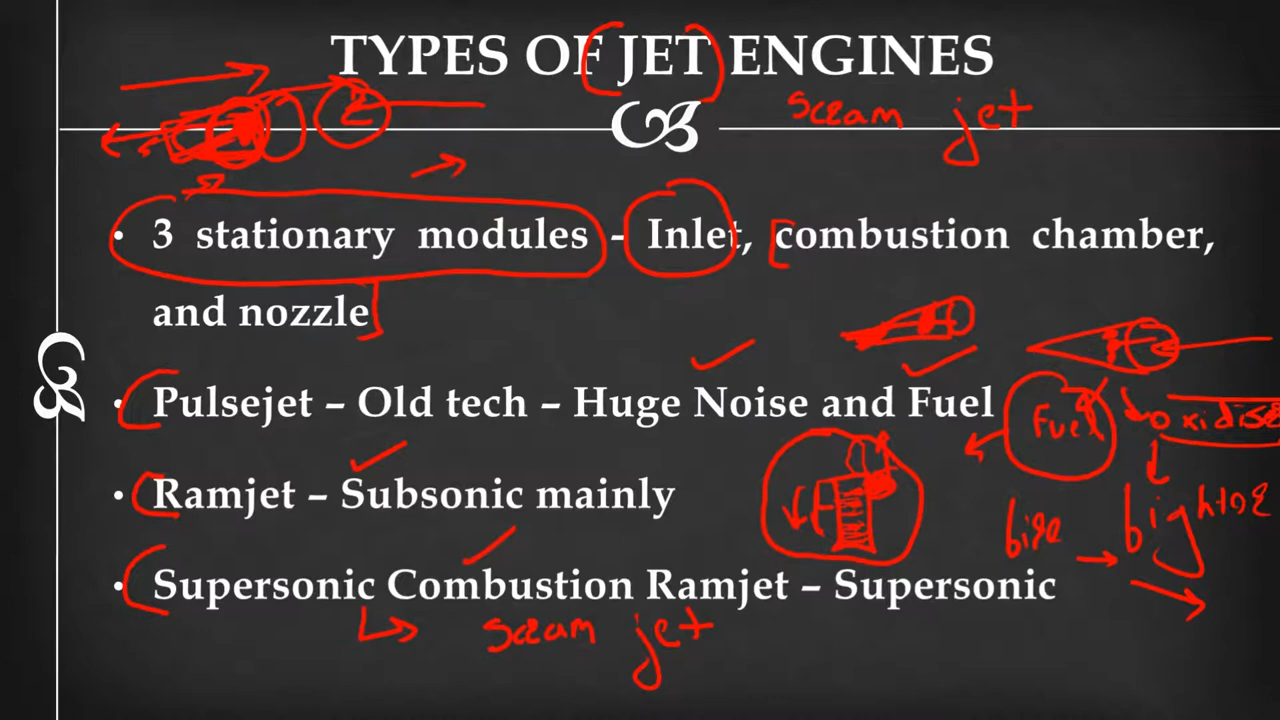 TYPES OF JET ENGINES
scram jet
2
• 3 stationary modules - Inlet, combustion chamber,
and nozzle
• Pulsejet – Old tech – Huge Noise and Fuel
Fuel
• Ramjet – Subsonic mainly
• Supersonic Combustion Ramjet – Supersonic
scram jet